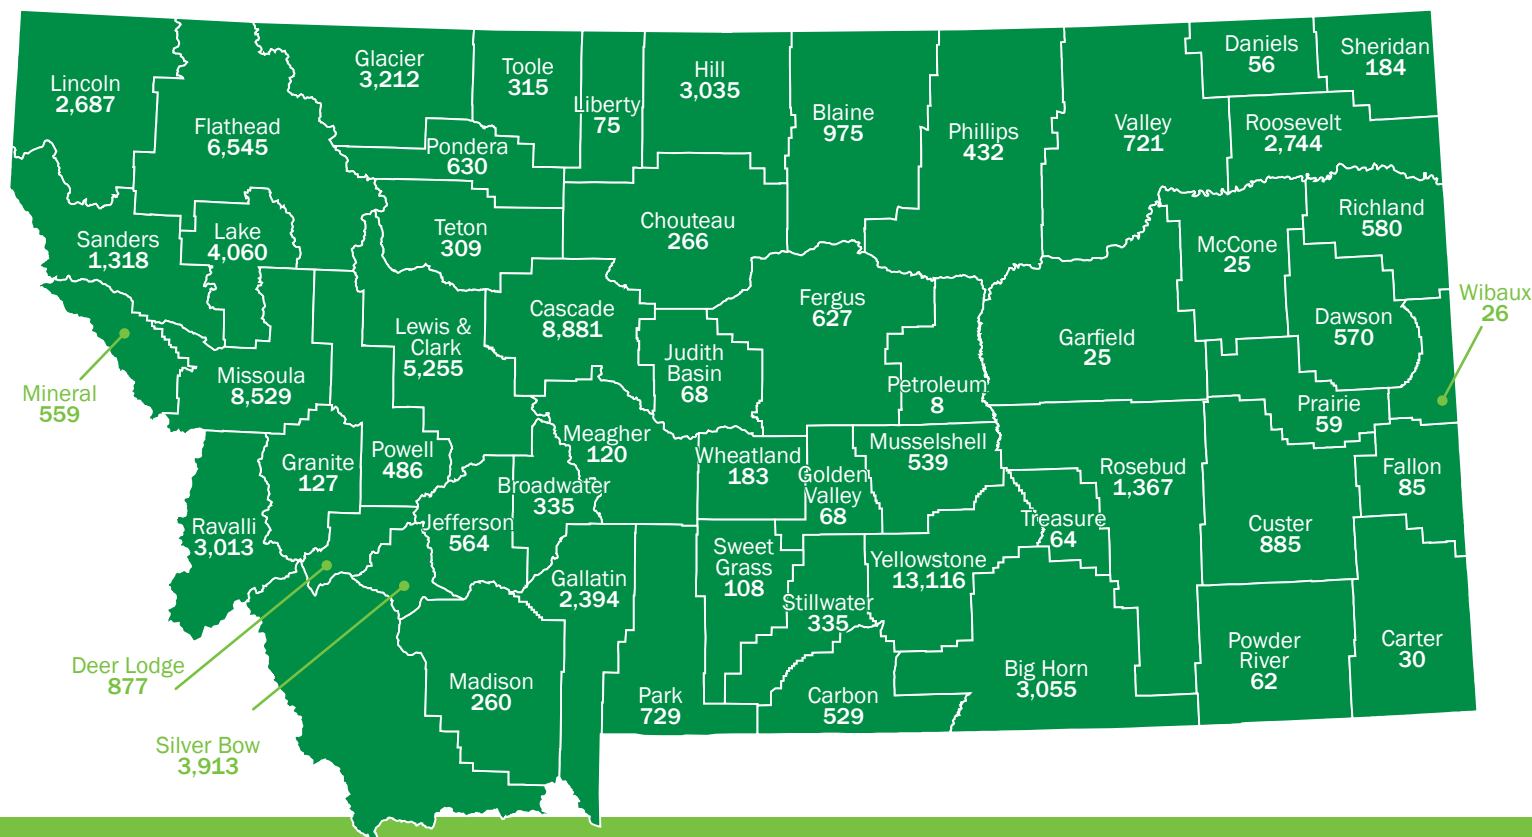 Lincoln
2,687
Flathead
6,545
Glacier
3,212
Toole
315
Liberty
75
Hill
3,035
Blaine
975
Phillips
432
Valley
721
Daniels
56
Sheridan
184
Roosevelt
2,744
Pondera
630
Sanders
1,318
Lake
4,060
Teton
309
Chouteau
266
McCone
25
Richland
580
Mineral
559
Missoula
8,529
Lewis &
Clark
5,255
Cascade
8,881
Judith
Basin
68
Fergus
627
Petroleum
8
Garfield
25
Dawson
570
Wibaux
26
Prairie
59
Ravalli
3,013
Granite
127
Powell
486
Broadwater
335
Meagher
120
Wheatland
183
Golden
Valley
68
Musselshell
539
Rosebud
1,367
Treasure
64
Custer
885
Fallon
85
Jefferson
564
Gallatin
2,394
Sweet
Grass
108
Stillwater
335
Yellowstone
13,116
Deer Lodge
877
Silver Bow
3,913
Madison
260
Park
729
Carbon
529
Big Horn
3,055
Powder
River
62
Carter
30